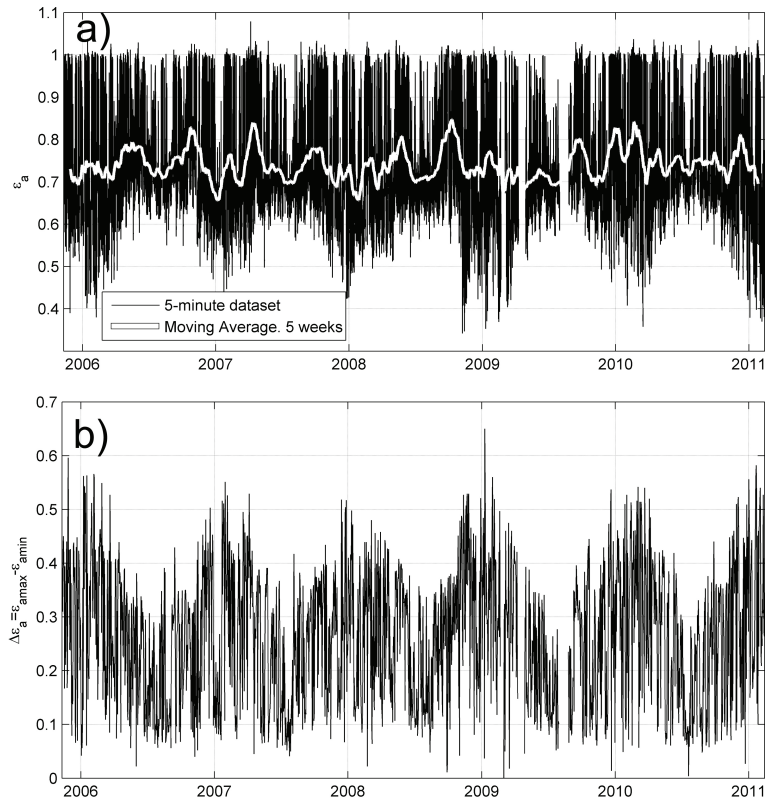 a)
1.1
1
0.9
0.8
0.7
0.6
0.5
0.4
εa
5-minute dataset
Moving Average. 5 weeks
2006 2007 2008 2009 2010 2011
b)
0.7
0.6
0.5
0.4
0.3
0.2
0.1
0
Δεa=εamax-εamin
2006 2007 2008 2009 2010 2011